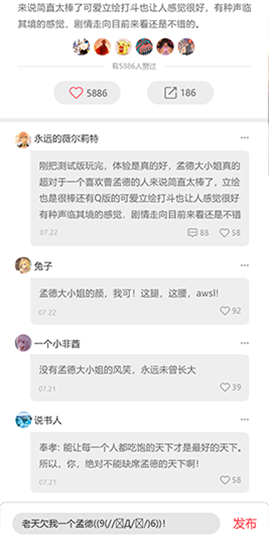 来说简直太棒了可爱立绘打斗也让人感觉很好，有种声临
其境的感觉，剧情走向目前来看还是不错的。
有5886人赞过
5886
186
永远的薇尔莉特
刚把测试版玩完，体验是真的好，孟德大小姐真的
超对于一个喜欢曹孟德的人来说简直太棒了，立绘
也是很棒还有Q版的可爱立绘打斗也让人感觉很好
有种声临其境的感觉．剧情走向目前来看还是不错
07.22
88
58
兔子
孟德大小姐的颜，我可！这腿，这腰，awsl!
07.22
92
一个小非酋
没有孟德大小姐的风笑，永远未曾长大
07.21
39
说书人
奉孝: 能让每一个人都吃饱的天下才是最好的天下。
所以，你，绝对不能缺席孟德的天下啊！
07.21
58
老天欠我一个孟德((9(//̀Д/́/)6))!
发布